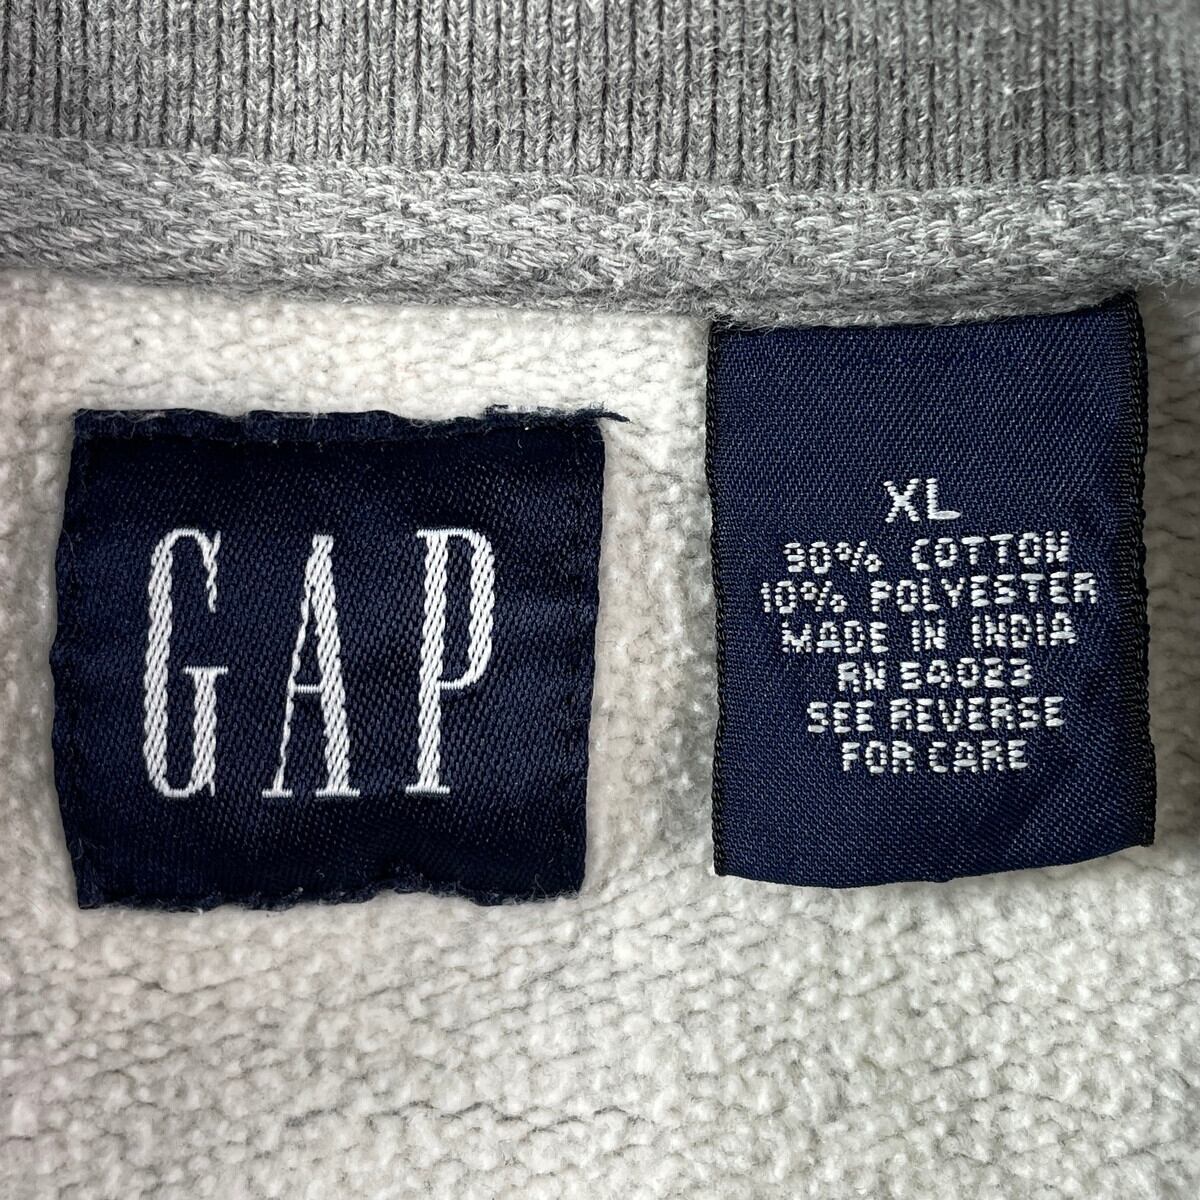 GAP
XL
90% COTTON
10% POLYESTER
MADE IN INDIA
RN 54023
SEE REVERSE
FOR CARE